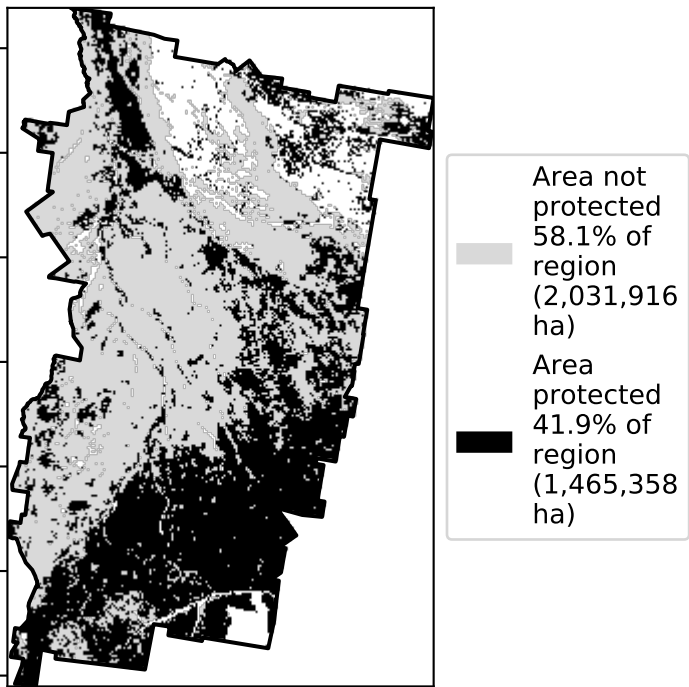 Area not
protected
58.1% of
region
(2,031,916
ha)
Area
protected
41.9% of
region
(1,465,358
ha)